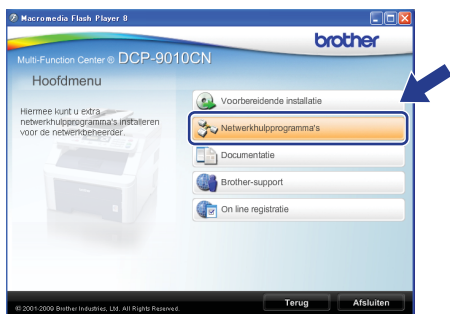 Macromedia Flash Player 8
brother
Multi-Function Center ® DCP-9010CN
Hoofdmenu
Hiermee kunt u extra
netwerkhulpprogramma's installeren
voor de netwerkbeheerder.
Voorbereidende installatie
Netwerkhulpprogramma's
Documentatie
Brother-support
On line registratie
© 2001-2009 Brother Industries, Ltd. All Rights Reserved.
Terug
Afsluiten